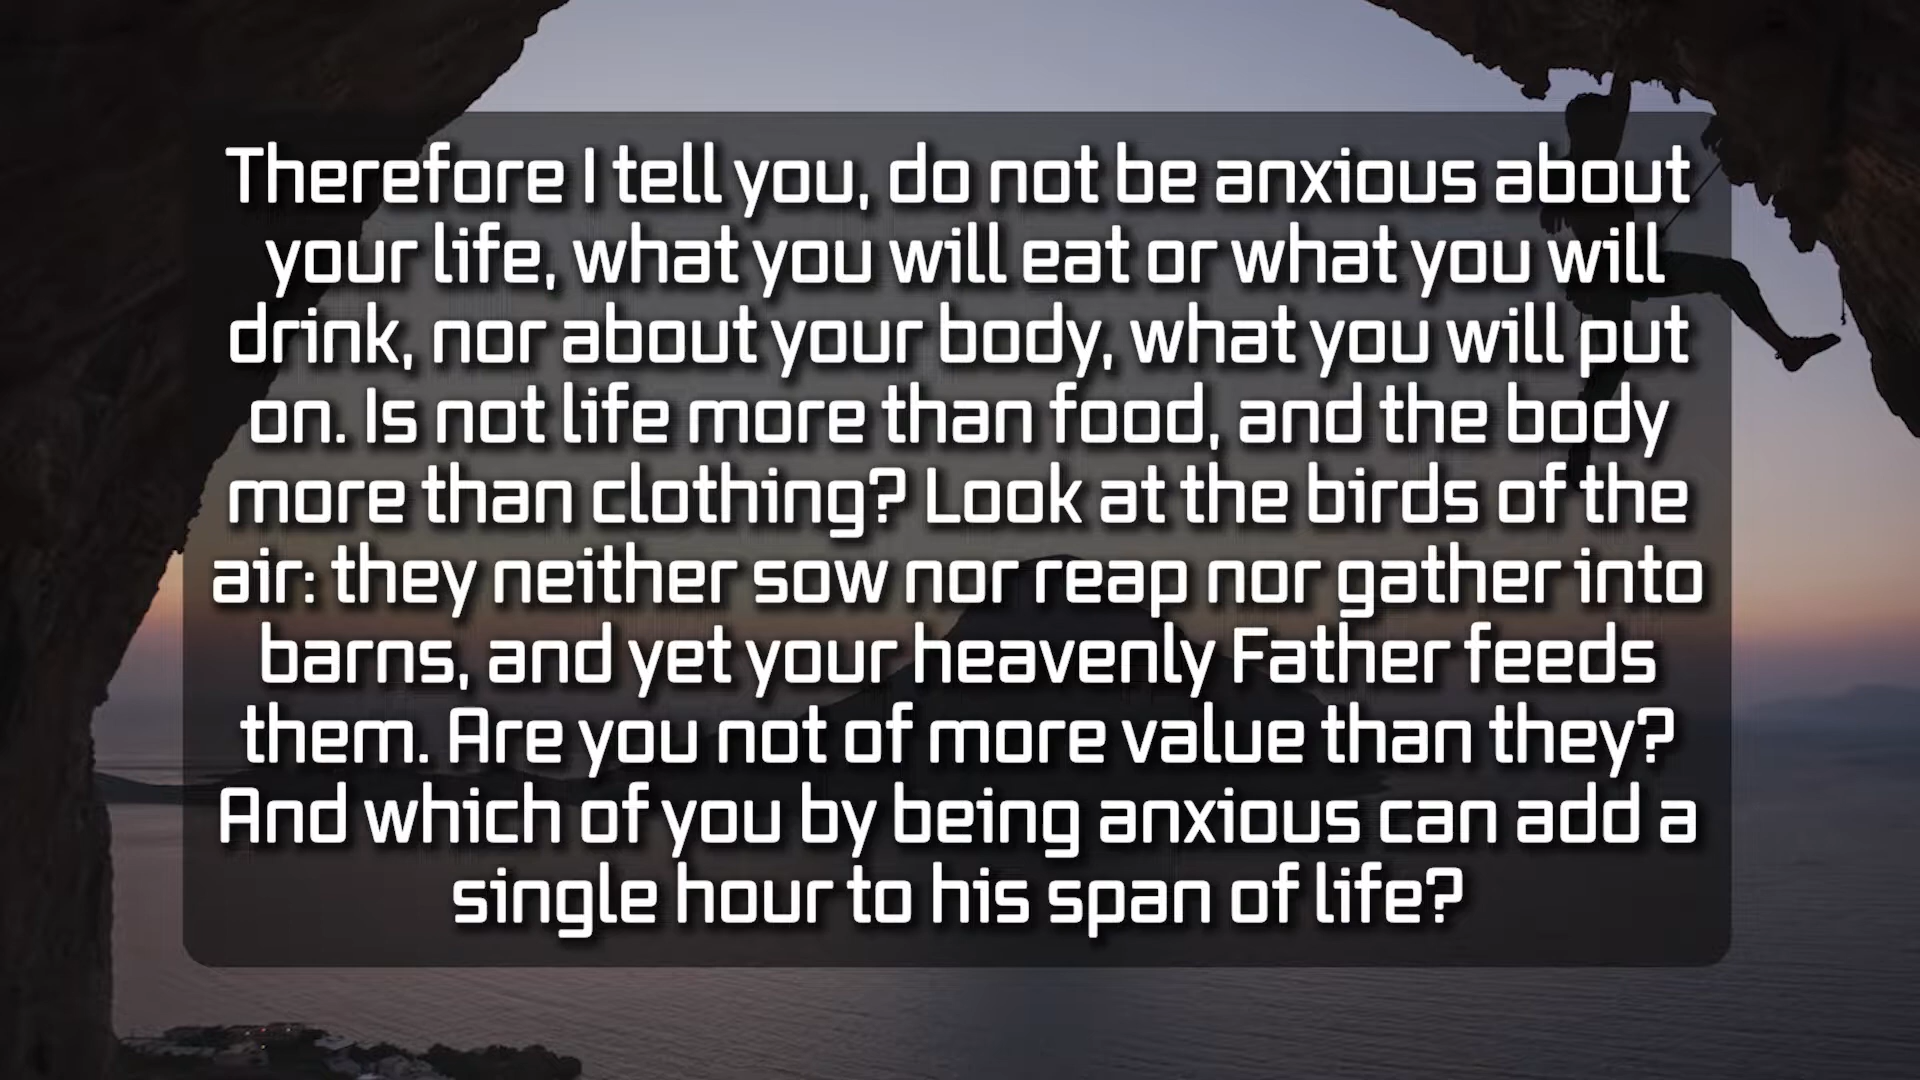 Therefore I tell you, do not be anxious about
your life, what you will eat or what you will
drink, nor about your body, what you will put
on. Is not life more than food, and the body
more than clothing? Look at the birds of the
air: they neither sow nor reap nor gather into
barns, and yet your heavenly Father feeds
them. Are you not of more value than they?
And which of you by being anxious can add a
single hour to his span of life?